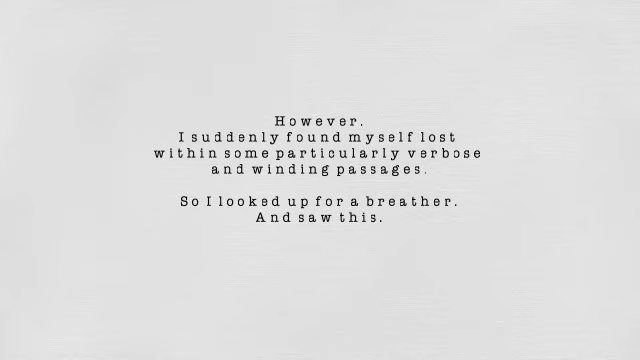 However.
I suddenly found myself lost
within some particularly verbose
and winding passages.
So I looked up for a breather.
And saw this.